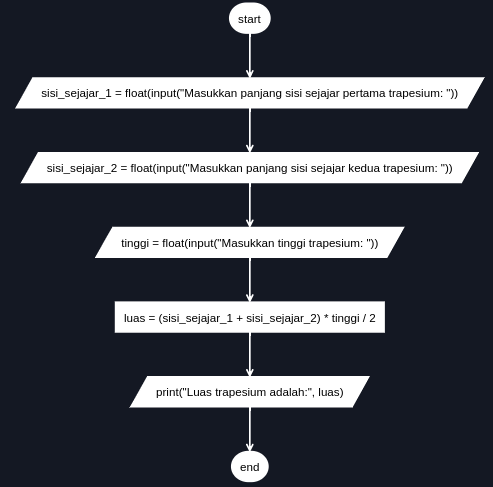 start
sisi_sejajar_1 = float(input("Masukkan panjang sisi sejajar pertama trapesium: "))
sisi_sejajar_2 = float(input("Masukkan panjang sisi sejajar kedua trapesium: "))
tinggi = float(input("Masukkan tinggi trapesium: "))
luas = (sisi_sejajar_1 + sisi_sejajar_2) * tinggi / 2
print("Luas trapesium adalah:", luas)
end